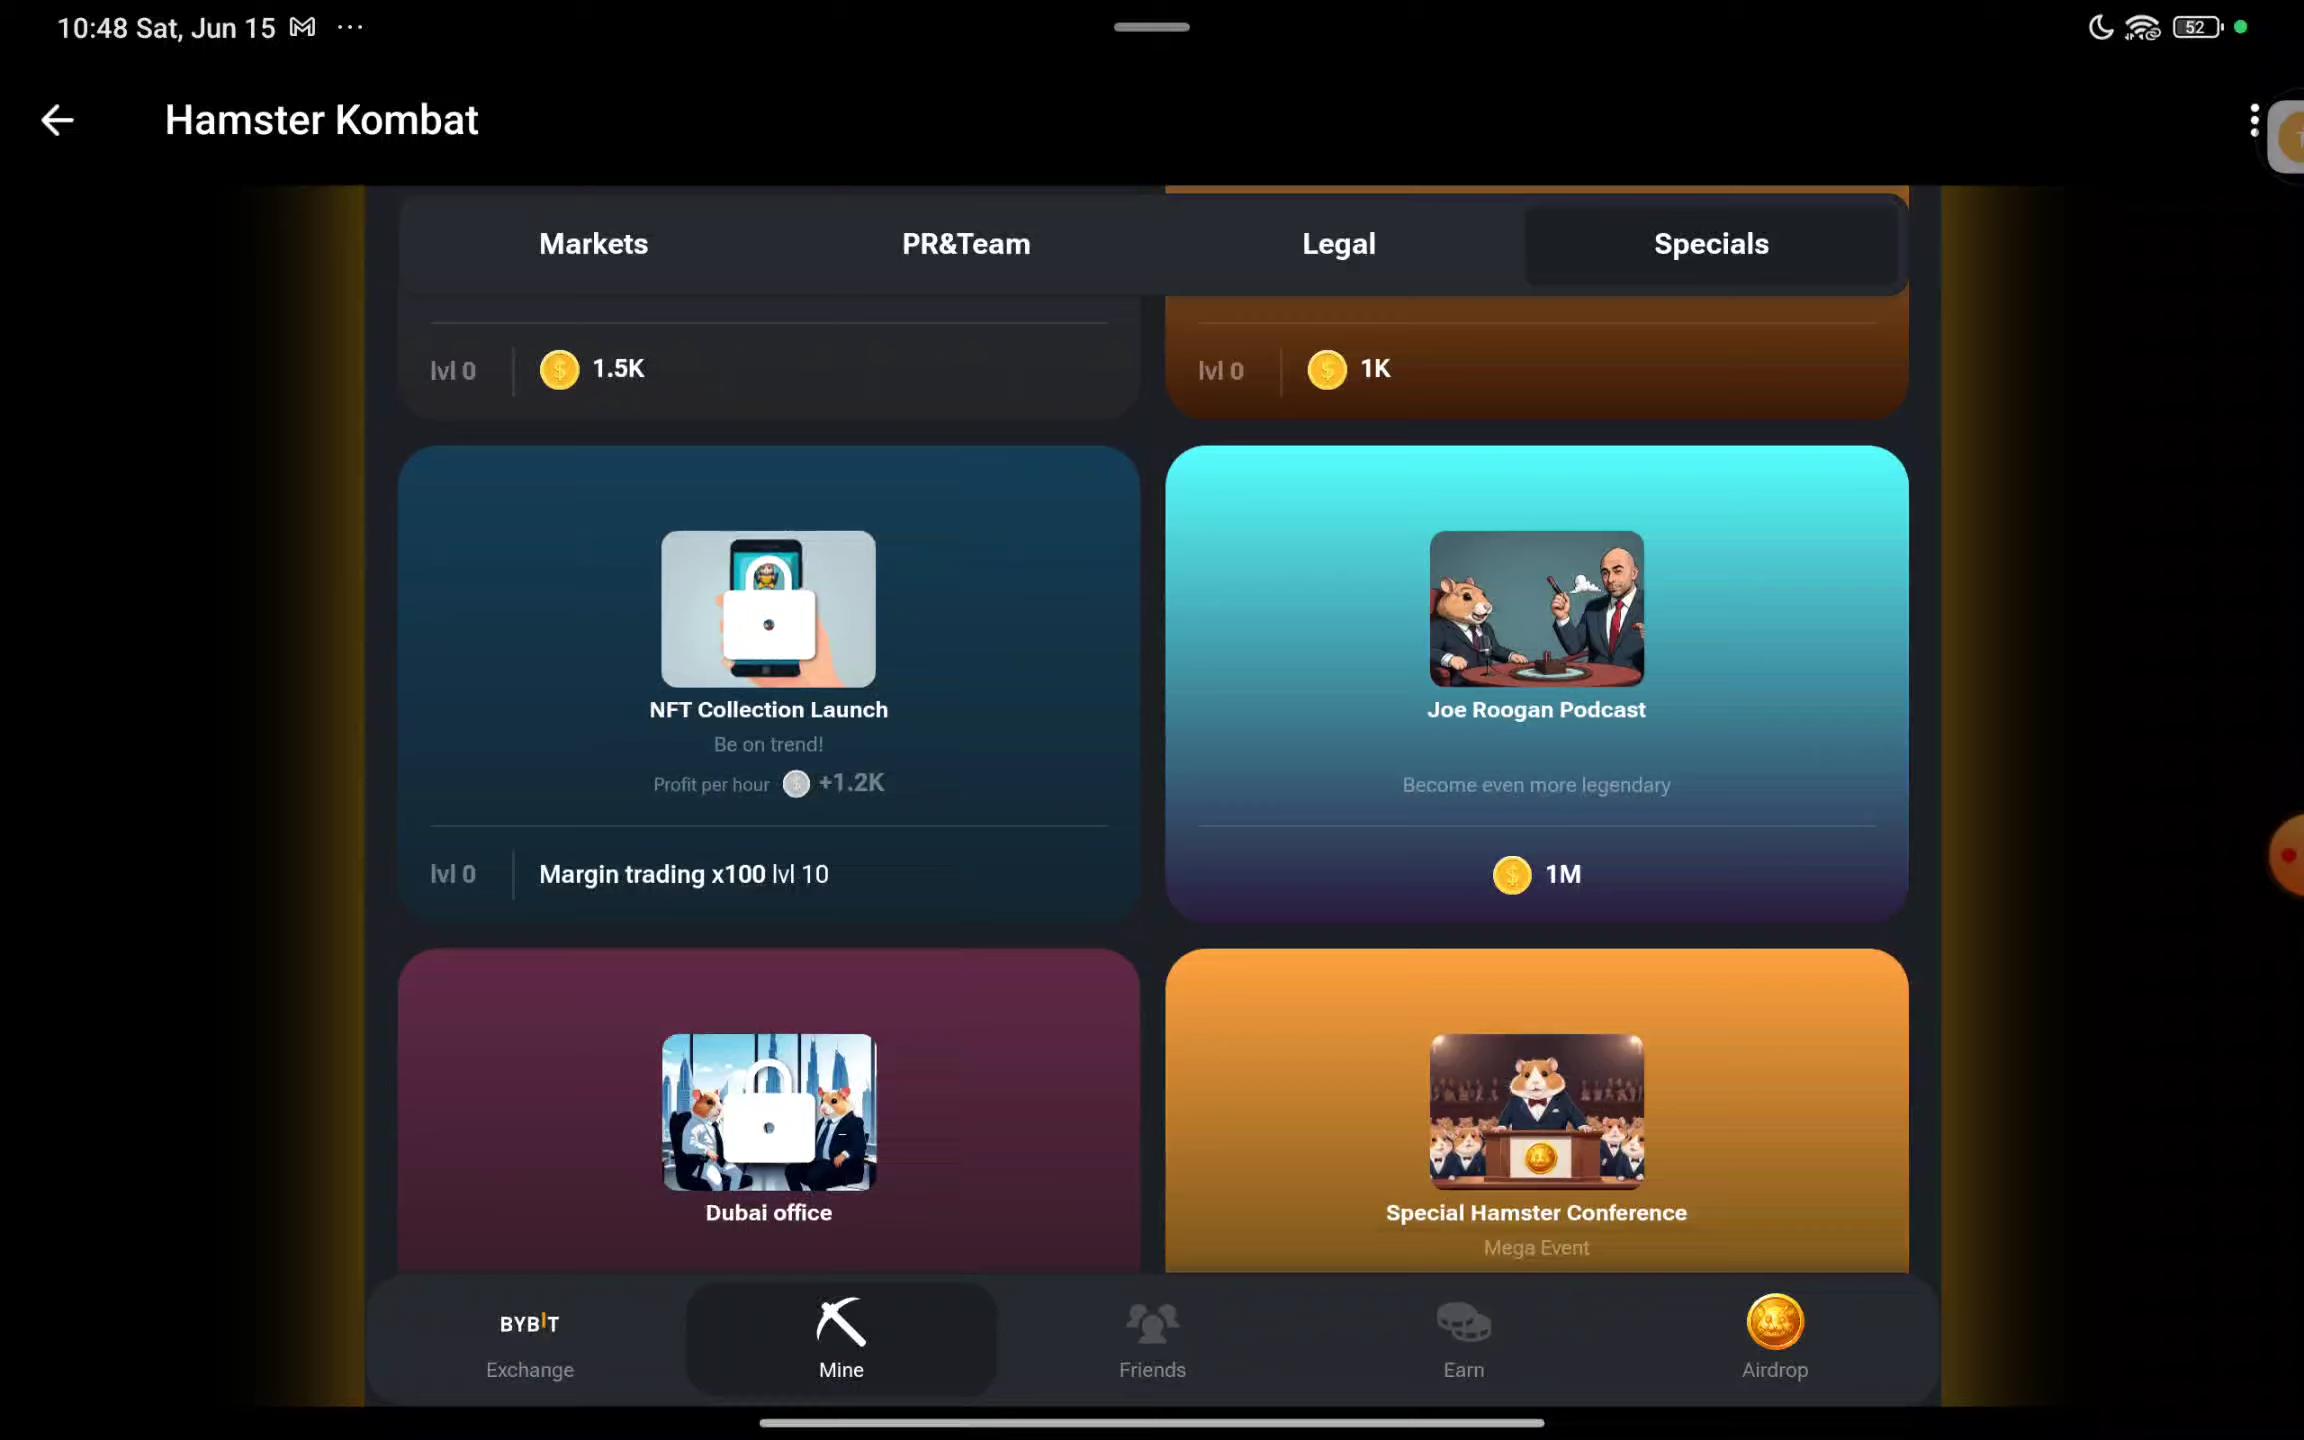 10:48 Sat, Jun 15
52
Hamster Kombat
Markets
PR&Team
Legal
Specials
lvl 0
1.5K
lvl 0
1K
NFT Collection Launch
Be on trend!
Profit per hour +1.2K
lvl 0
Margin trading x100 lvl 10
Joe Roogan Podcast
Become even more legendary
1M
Dubai office
Special Hamster Conference
Mega Event
BYBIT
Exchange
Mine
Friends
Earn
Airdrop